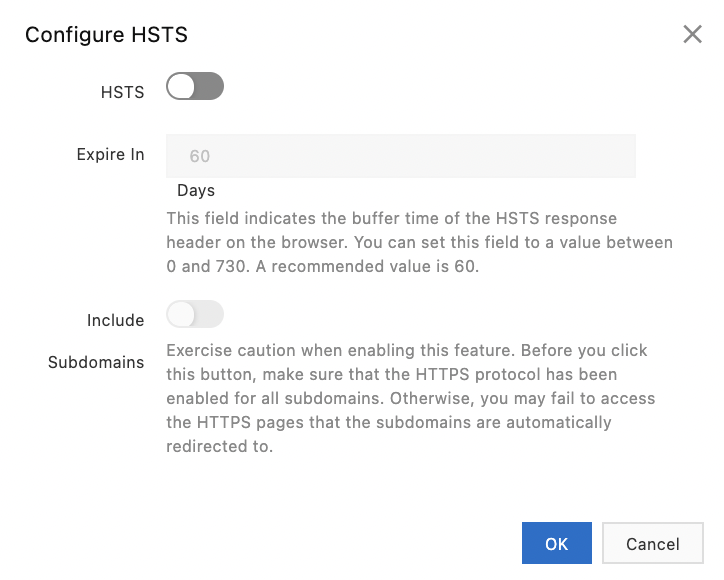 Configure HSTS
HSTS
Expire In
60
Days
This field indicates the buffer time of the HSTS response
header on the browser. You can set this field to a value between
0 and 730. A recommended value is 60.
Include
Subdomains
Exercise caution when enabling this feature. Before you click
this button, make sure that the HTTPS protocol has been
enabled for all subdomains. Otherwise, you may fail to access
the HTTPS pages that the subdomains are automatically
redirected to.
OK
Cancel